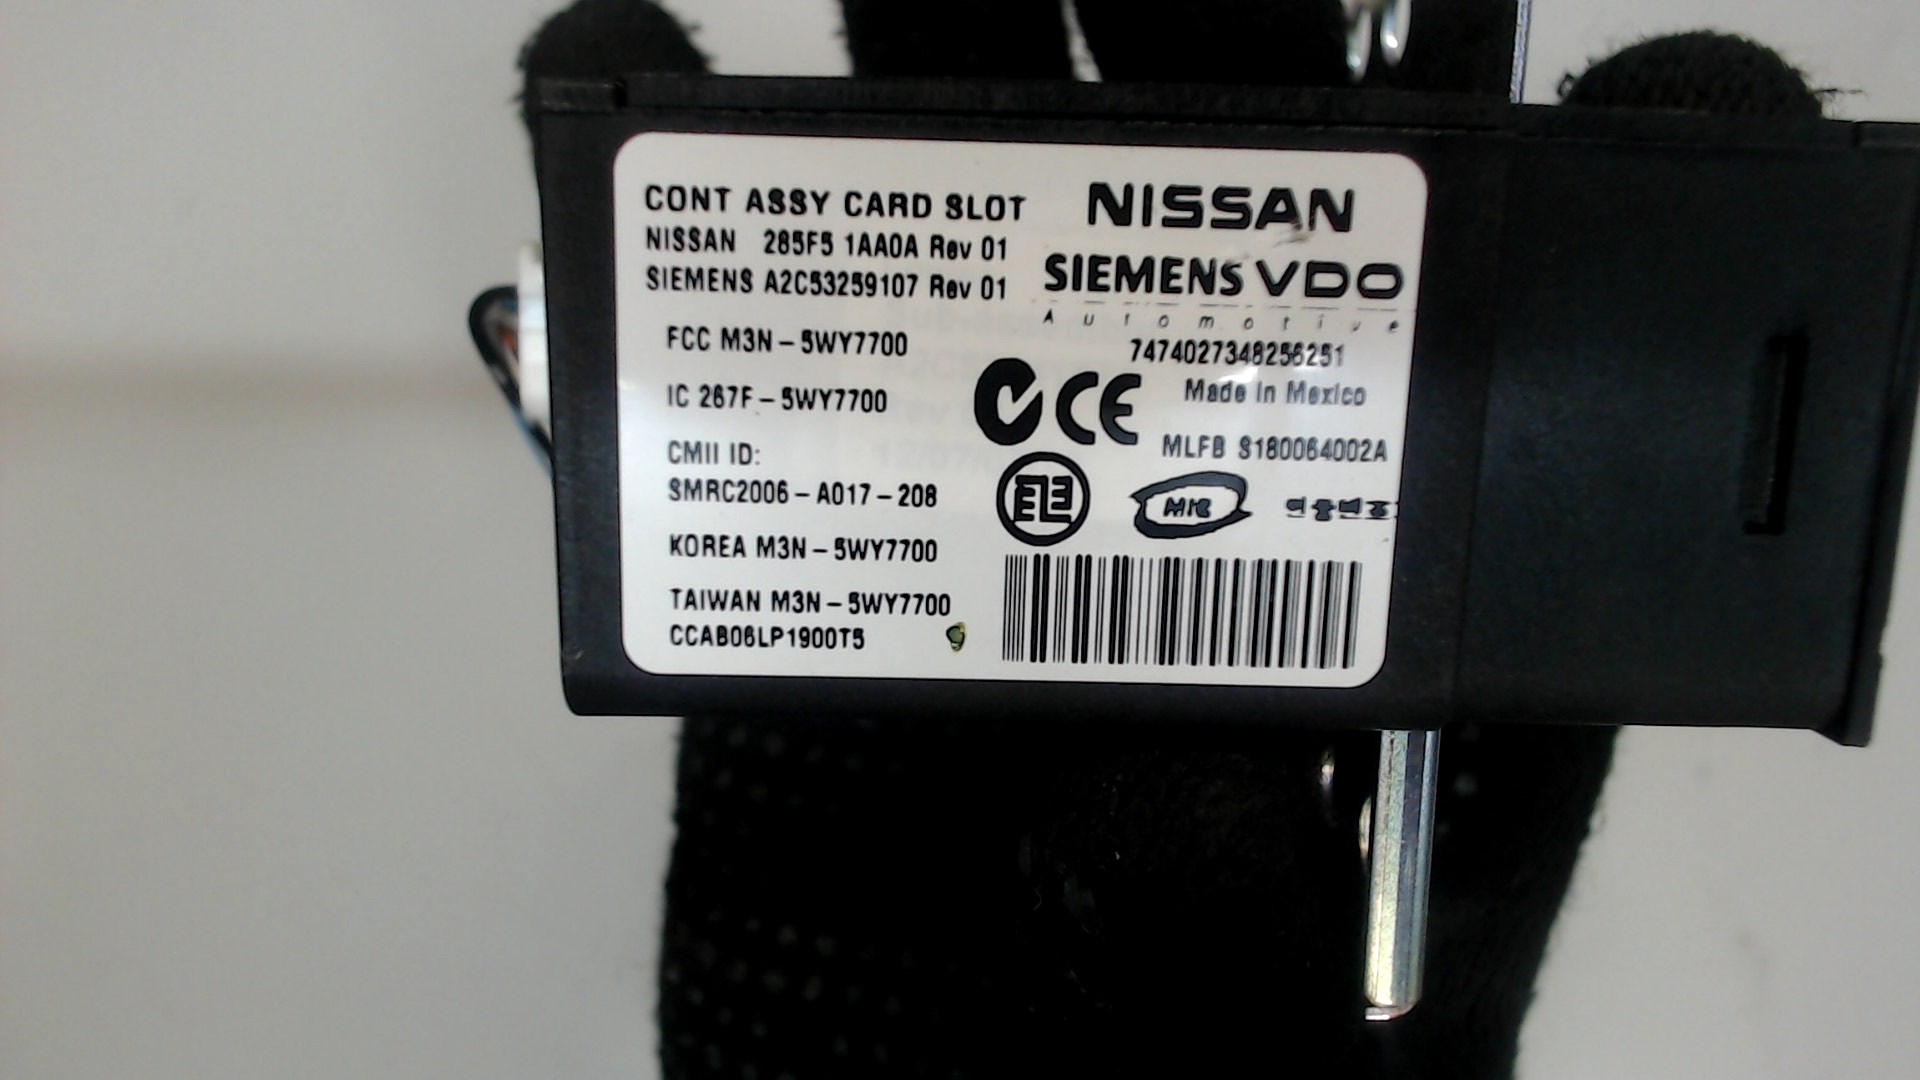 CONT ASSY CARD SLOT
NISSAN 285F5 1AA0A Rev 01
SIEMENS A2C53259107 Rev 01
FCC M3N - 5WY7700
IC 267F - 5WY7700
CMII ID:
SMRC2006 - A017 - 208
KOREA M3N - 5WY7700
TAIWAN M3N - 5WY7700
CCAB06LP1900T5
NISSAN
SIEMENS VDO
Automotive
7474027348256251
Made In Mexico
CE
MLFB S180064002A
MIC